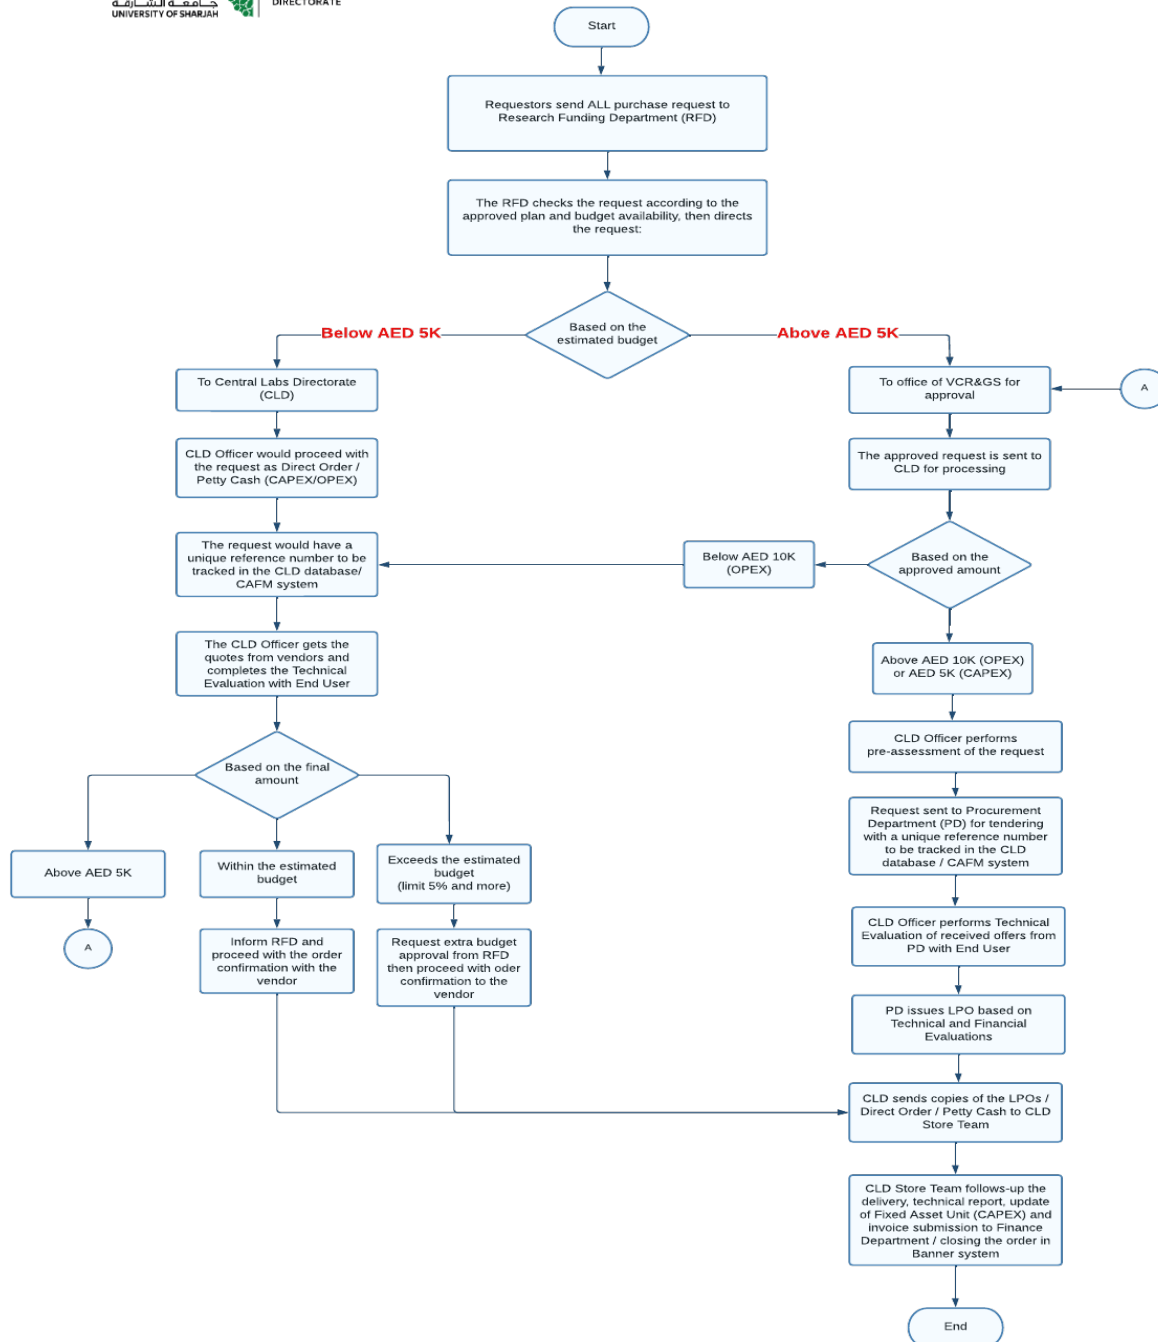 جامعة الشارقة
UNIVERSITY OF SHARJAH
DIRECTORATE
Start
Requestors send ALL purchase request to
Research Funding Department (RFD)
The RFD checks the request according to the
approved plan and budget availability, then directs
the request:
Based on the
estimated budget
Below AED 5K
Above AED 5K
To Central Labs Directorate
(CLD)
To office of VCR&GS for
approval
A
CLD Officer would proceed with
the request as Direct Order /
Petty Cash (CAPEX/OPEX)
The approved request is sent to
CLD for processing
The request would have a
unique reference number to be
tracked in the CLD database/
CAFM system
Below AED 10K
(OPEX)
Based on the
approved amount
The CLD Officer gets the
quotes from vendors and
completes the Technical
Evaluation with End User
Above AED 10K (OPEX)
or AED 5K (CAPEX)
CLD Officer performs
pre-assessment of the request
Based on the final
amount
Request sent to Procurement
Department (PD) for tendering
with a unique reference number
to be tracked in the CLD
database / CAFM system
Above AED 5K
Within the estimated
budget
Exceeds the estimated
budget
(limit 5% and more)
A
Inform RFD and
proceed with the order
confirmation with the
vendor
Request extra budget
approval from RFD
then proceed with oder
confirmation to the
vendor
CLD Officer performs Technical
Evaluation of received offers from
PD with End User
PD issues LPO based on
Technical and Financial
Evaluations
CLD sends copies of the LPOs /
Direct Order / Petty Cash to CLD
Store Team
CLD Store Team follows-up the
delivery, technical report, update
of Fixed Asset Unit (CAPEX) and
invoice submission to Finance
Department / closing the order in
Banner system
End